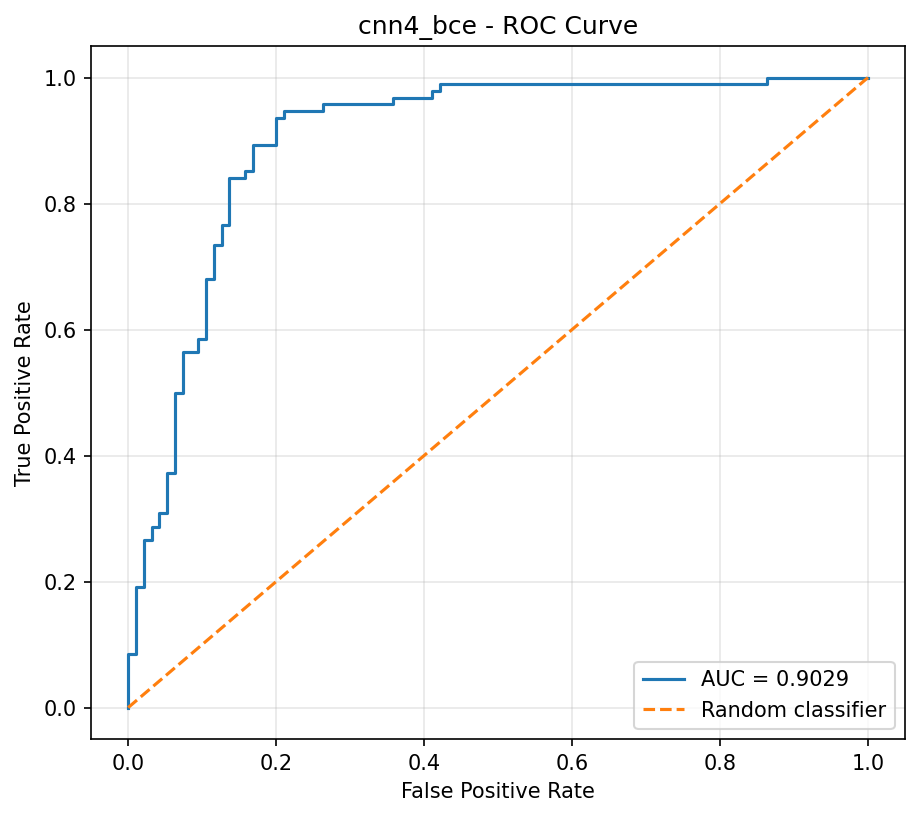 cnn4_bce - ROC Curve
True Positive Rate
1.0
0.8
0.6
0.4
0.2
0.0
AUC = 0.9029
Random classifier
0.0 0.2 0.4 0.6 0.8 1.0
False Positive Rate